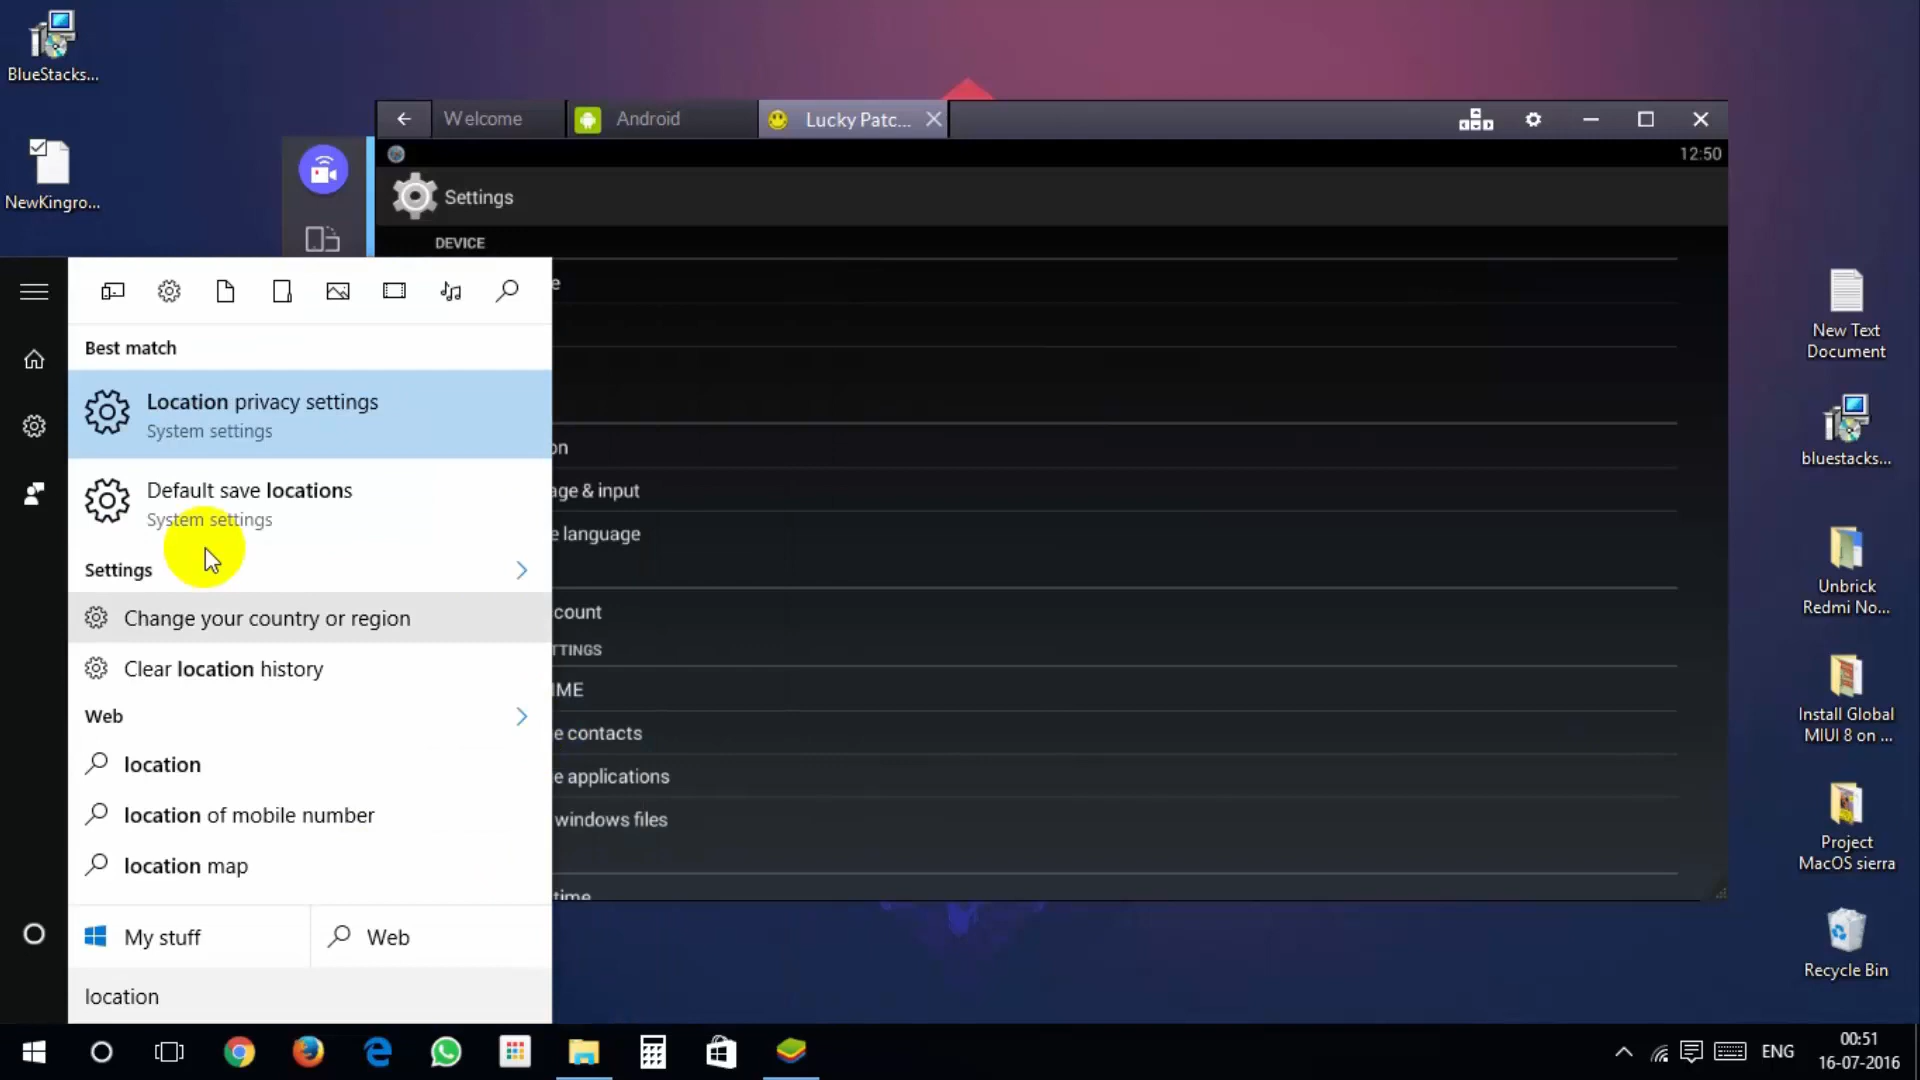 BlueStacks...
NewKingro...
Welcome
Android
Lucky Patc...
12:50
Settings
DEVICE
e
on
age & input
e language
count
TTINGS
IME
e contacts
e applications
windows files
time
Best match
Location privacy settings
System settings
Default save locations
System settings
Settings
Change your country or region
Clear location history
Web
location
location of mobile number
location map
My stuff
Web
location
New Text
Document
bluestacks...
Unbrick
Redmi No...
Install Global
MIUI 8 on ...
Project
MacOS sierra
Recycle Bin
ENG
00:51
16-07-2016